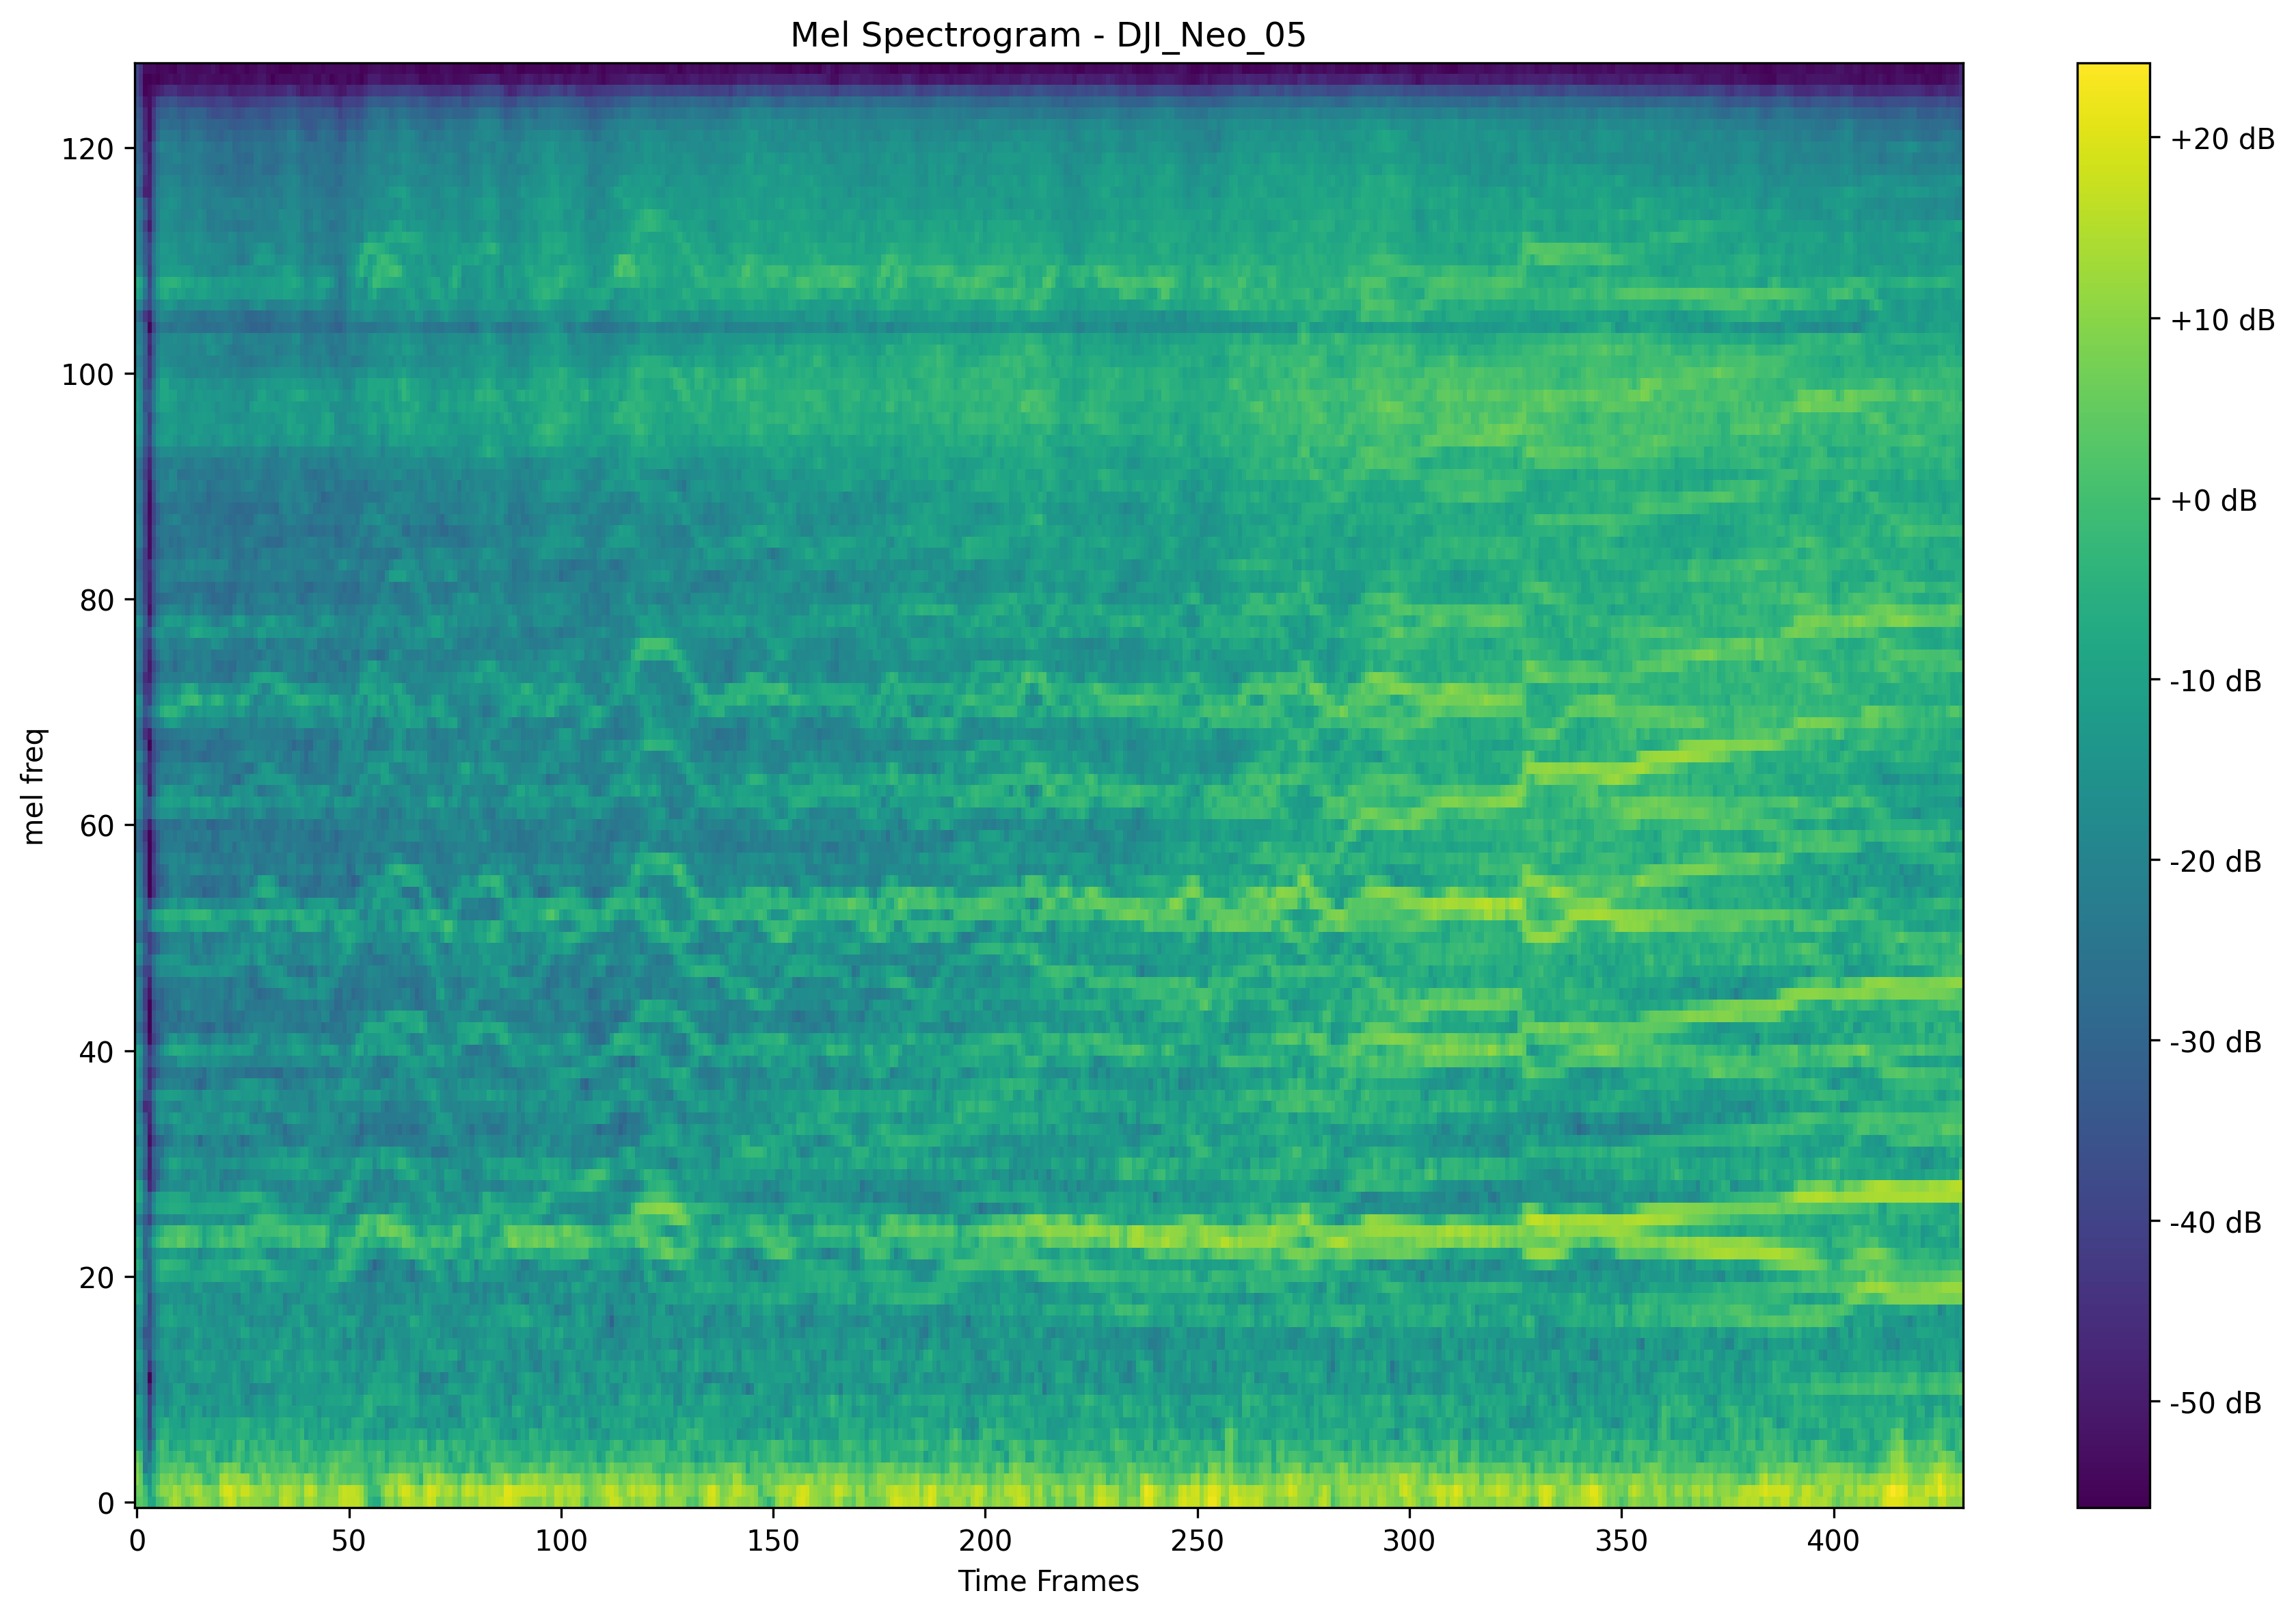 Mel Spectrogram - DJI_Neo_05
mel freq
120
100
80
60
40
20
0
0 50 100 150 200 250 300 350 400
Time Frames
+20 dB
+10 dB
+0 dB
-10 dB
-20 dB
-30 dB
-40 dB
-50 dB